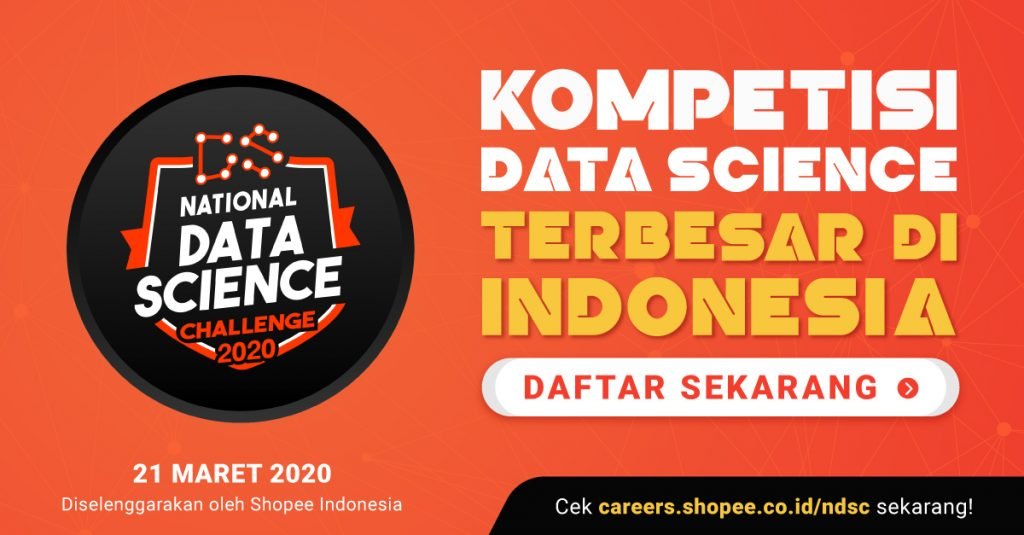 DS
NATIONAL
DATA
SCIENCE
CHALLENGE
2020
21 MARET 2020
Diselenggarakan oleh Shopee Indonesia
KOMPETISI
DATA SCIENCE
TERBESAR DI
INDONESIA
DAFTAR SEKARANG
Cek careers.shopee.co.id/ndsc sekarang!